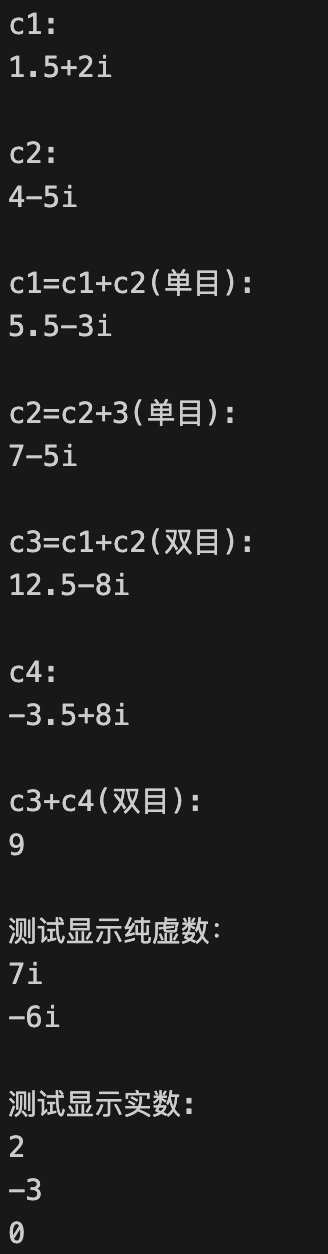 c1:
1.5+2i
c2:
4-5i
c1=c1+c2(单目):
5.5-3i
c2=c2+3(单目):
7-5i
c3=c1+c2(双目):
12.5-8i
c4:
-3.5+8i
c3+c4(双目):
9
测试显示纯虚数:
7i
-6i
测试显示实数:
2
-3
0